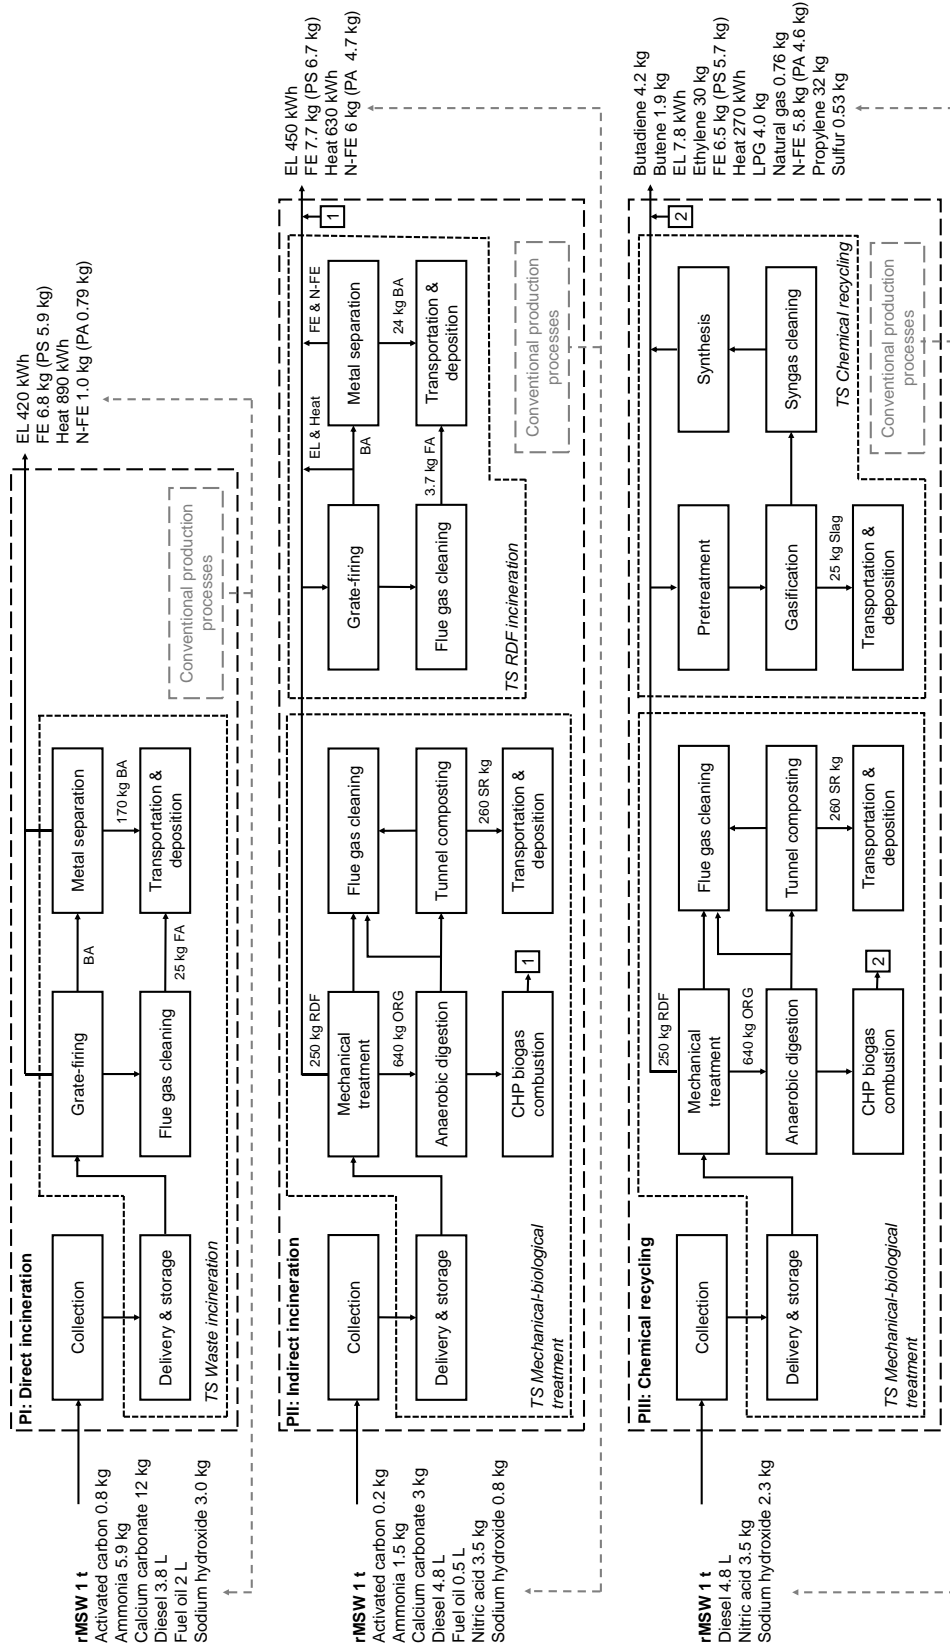 PI: Direct incineration
rMSW 1 t
Activated carbon 0.8 kg
Ammonia 5.9 kg
Calcium carbonate 12 kg
Diesel 3.8 L
Fuel oil 2 L
Sodium hydroxide 3.0 kg
Collection
Delivery & storage
TS Waste incineration
Grate-firing
BA
Metal separation
170 kg BA
Flue gas cleaning
25 kg FA
Transportation &
deposition
Conventional production
processes
EL 420 kWh
FE 6.8 kg (PS 5.9 kg)
Heat 890 kWh
N-FE 1.0 kg (PA 0.79 kg)
PII: Indirect incineration
rMSW 1 t
Activated carbon 0.2 kg
Ammonia 1.5 kg
Calcium carbonate 3 kg
Diesel 4.8 L
Fuel oil 0.5 L
Nitric acid 3.5 kg
Sodium hydroxide 0.8 kg
Collection
Delivery & storage
TS Mechanical-biological
treatment
250 kg RDF
Mechanical
treatment
640 kg ORG
Anaerobic digestion
CHP biogas
combustion
1
Flue gas cleaning
Tunnel composting
260 SR kg
Transportation &
deposition
Grate-firing
EL & Heat
BA
Flue gas cleaning
3.7 kg FA
TS RDF incineration
FE & N-FE
Metal separation
24 kg BA
Transportation &
deposition
Conventional production
processes
1
EL 450 kWh
FE 7.7 kg (PS 6.7 kg)
Heat 630 kWh
N-FE 6 kg (PA 4.7 kg)
PIII: Chemical recycling
rMSW 1 t
Diesel 4.8 L
Nitric acid 3.5 kg
Sodium hydroxide 2.3 kg
Collection
Delivery & storage
TS Mechanical-biological
treatment
250 kg RDF
Mechanical
treatment
640 kg ORG
Anaerobic digestion
CHP biogas
combustion
2
Flue gas cleaning
Tunnel composting
260 SR kg
Transportation &
deposition
Pretreatment
Gasification
25 kg Slag
Transportation &
deposition
Synthesis
Syngas cleaning
TS Chemical recycling
Conventional production
processes
2
Butadiene 4.2 kg
Butene 1.9 kg
EL 7.8 kWh
Ethylene 30 kg
FE 6.5 kg (PS 5.7 kg)
Heat 270 kWh
LPG 4.0 kg
Natural gas 0.76 kg
N-FE 5.8 kg (PA 4.6 kg)
Propylene 32 kg
Sulfur 0.53 kg